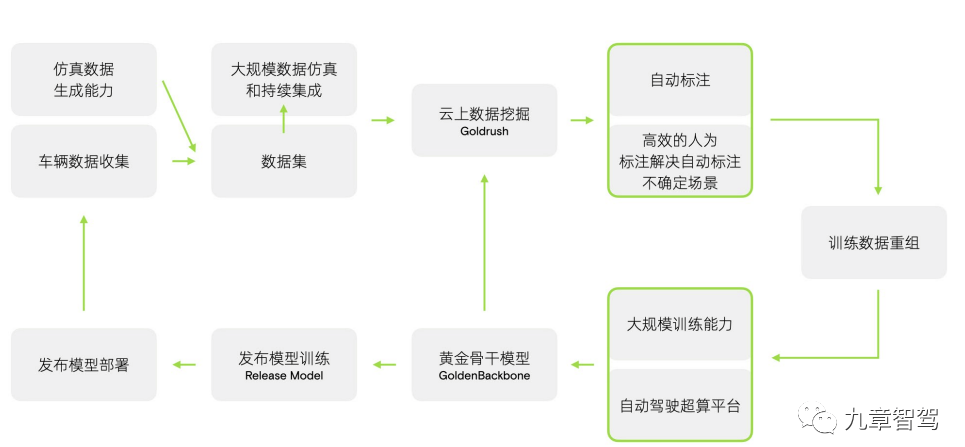 仿真数据
生成能力
大规模数据仿真
和持续集成
车辆数据收集
数据集
云上数据挖掘
Goldrush
自动标注
高效的人为
标注解决自动标注
不确定场景
训练数据重组
大规模训练能力
自动驾驶超算平台
黄金骨干模型
GoldenBackbone
发布模型训练
Release Model
发布模型部署
九章智驾